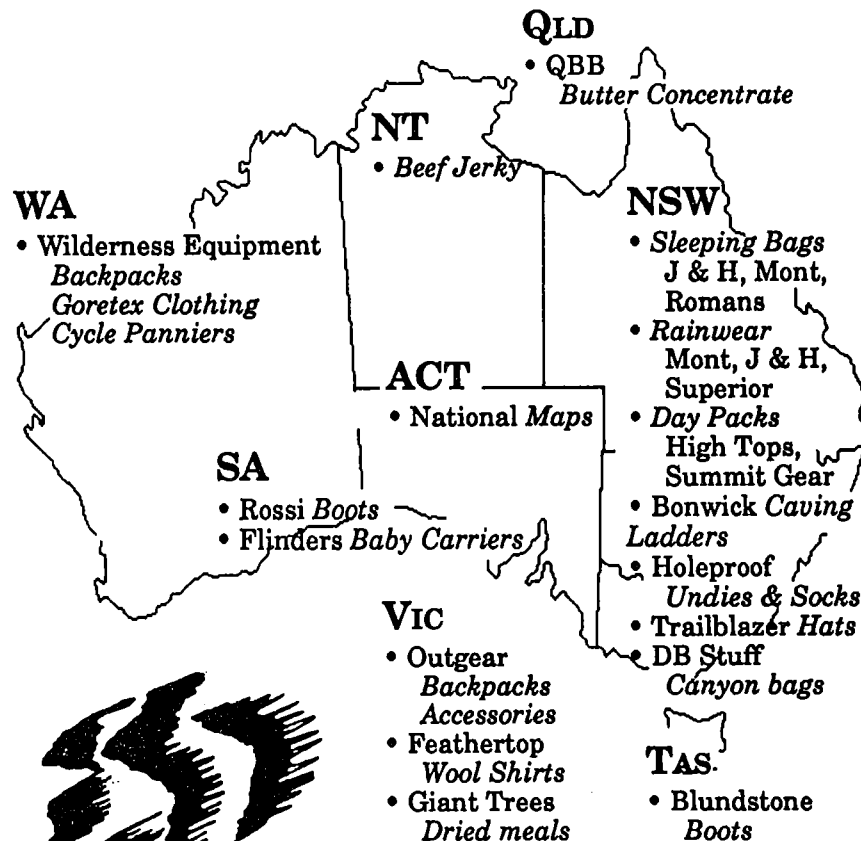 QLD
• QBB
Butter Concentrate
NT
• Beef Jerky
WA
• Wilderness Equipment
Backpacks
Goretex Clothing
Cycle Panniers
NSW
• Sleeping Bags
J & H, Mont,
Romans
• Rainwear
Mont, J & H,
Superior
• Day Packs
High Tops,
Summit Gear
• Bonwick Caving
Ladders
• Holeproof
Undies & Socks
• Trailblazer Hats
• DB Stuff
Canyon bags
ACT
• National Maps
SA
• Rossi Boots
• Flinders Baby Carriers
VIC
• Outgear
Backpacks
Accessories
• Feathertop
Wool Shirts
• Giant Trees
Dried meals
TAS.
• Blundstone
Boots